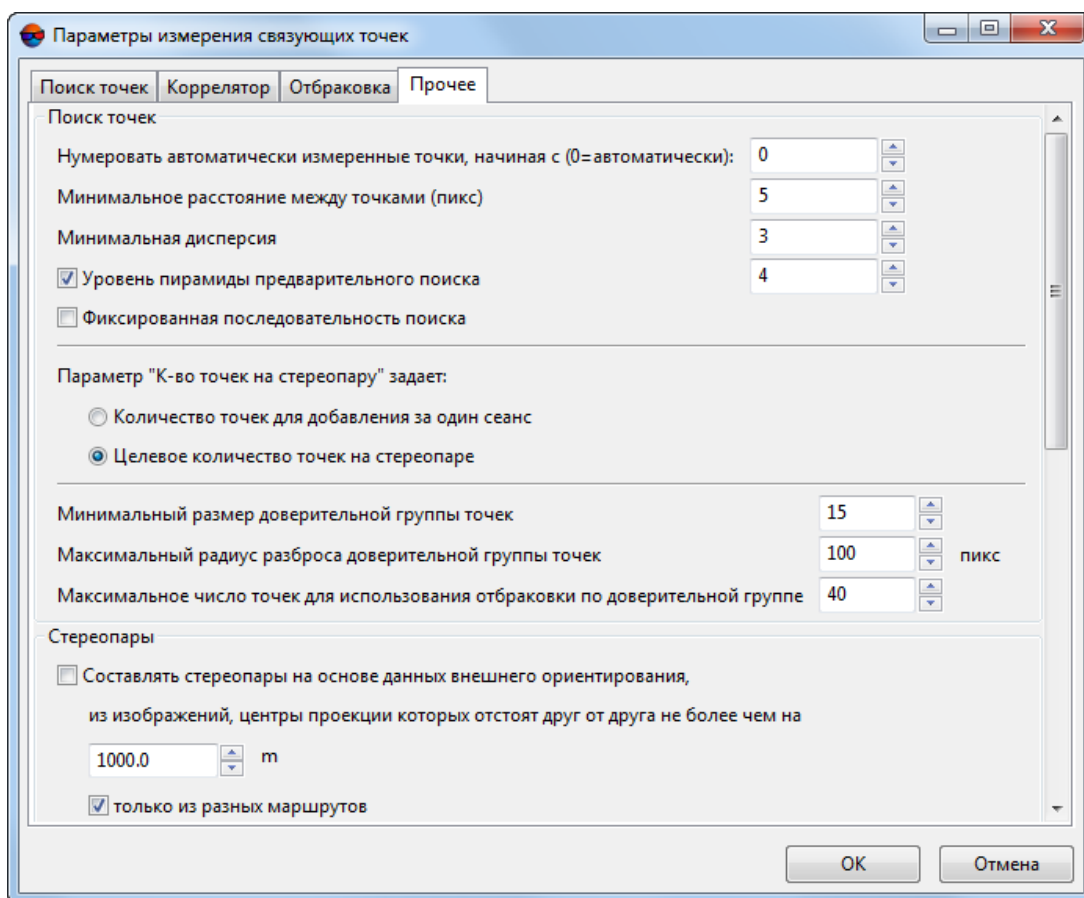 Параметры измерения связующих точек
Поиск точек Коррелятор Отбраковка Прочее
Поиск точек
Нумеровать автоматически измеренные точки, начиная с (0=автоматически): 0
Минимальное расстояние между точками (пикс) 5
Минимальная дисперсия 3
Уровень пирамиды предварительного поиска 4
Фиксированная последовательность поиска
Параметр "К-во точек на стереопару" задает:
Количество точек для добавления за один сеанс
Целевое количество точек на стереопаре
Минимальный размер доверительной группы точек 15
Максимальный радиус разброса доверительной группы точек 100 пикс
Максимальное число точек для использования отбраковки по доверительной группе 40
Стереопары
Составлять стереопары на основе данных внешнего ориентирования,
из изображений, центры проекции которых отстоят друг от друга не более чем на
1000.0 m
только из разных маршрутов
OK Отмена